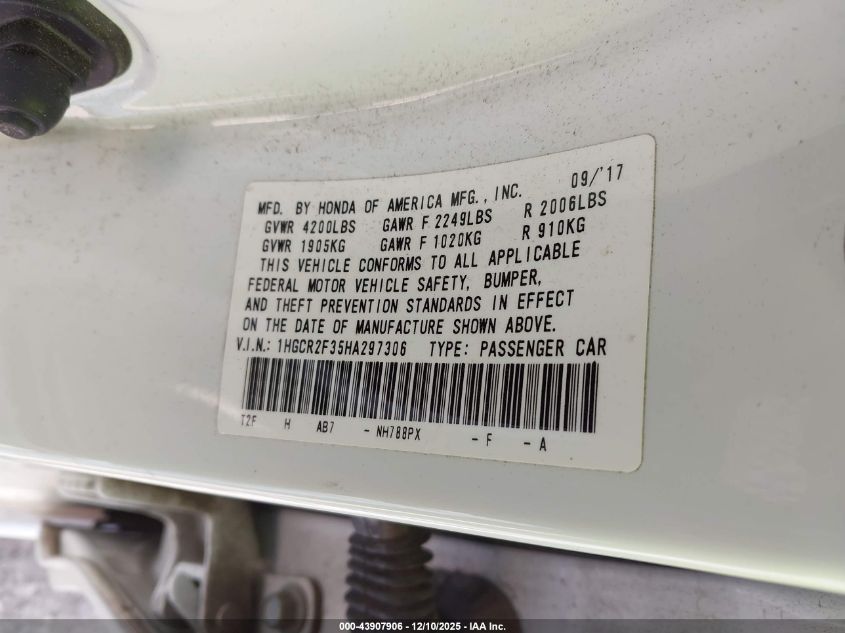 MFD. BY HONDA OF AMERICA MFG., INC. 09/'17
GVWR 4200LBS GAWR F 2249LBS R 2006LBS
GVWR 1905KG GAWR F 1020KG R 910KG
THIS VEHICLE CONFORMS TO ALL APPLICABLE
FEDERAL MOTOR VEHICLE SAFETY, BUMPER,
AND THEFT PREVENTION STANDARDS IN EFFECT
ON THE DATE OF MANUFACTURE SHOWN ABOVE.
V.I.N.: 1HGCR2F35HA297306 TYPE: PASSENGER CAR
T2F H AB7 - NH788PX - F - A
000-43907906 - 12/10/2025 - IAA Inc.